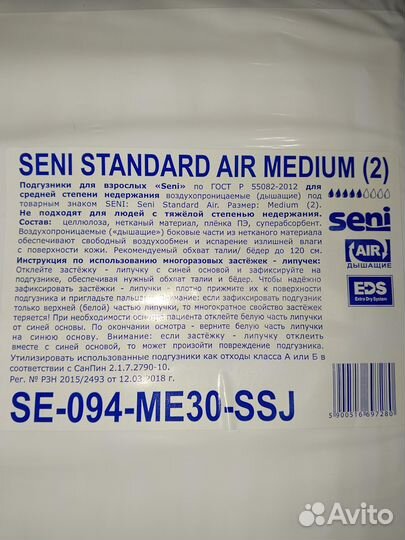 SENI STANDARD AIR MEDIUM (2)
Подгузники для взрослых «Seni» по ГОСТ Р 55082-2012 для
средней степени недержания воздухопроницаемые (дышащие) под
товарным знаком SENI: Seni Standard Air. Размер: Medium (2).
Не подходят для людей с тяжёлой степенью недержания.
Состав: целлюлоза, нетканый материал, плёнка ПЭ, суперабсорбент.
Воздухопроницаемые («дышащие») боковые части из нетканого материала
обеспечивают свободный воздухообмен и испарение излишней влаги
с поверхности кожи. Рекомендуемый обхват талии/бёдер до 120 см.
Инструкция по использованию многоразовых застёжек - липучек:
Отклейте застёжку - липучку с синей основой и зафиксируйте на
подгузнике, обеспечивая нужный обхват талии/бёдер. Чтобы надёжно
зафиксировать застёжки - липучки, прижмите их к поверхности
подгузника и пригладьте пальцами. Внимание: если зафиксировать подгузник
только верхней (белой) частью липучки, то многократное свойство застёжек
теряется! При осмотре пациента отклейте белую часть липучки
от синей основы. По окончании осмотра - верните белую часть липучки
на синюю основу. Внимание: если застёжку - липучку отклеить
вместе с синей основой, то может произойти повреждение подгузника.
Утилизировать использованные подгузники как отходы класса А или Б в
соответствии с СанПин 2.1.7.2790-10.
Рег. № РЗН 2015/2493 от 12.03.2018 г.
SE-094-ME30-SSJ
seni
AIR
ДЫШАЩИЕ
EDS
Extra Dry System
5 900516 697280
Avito